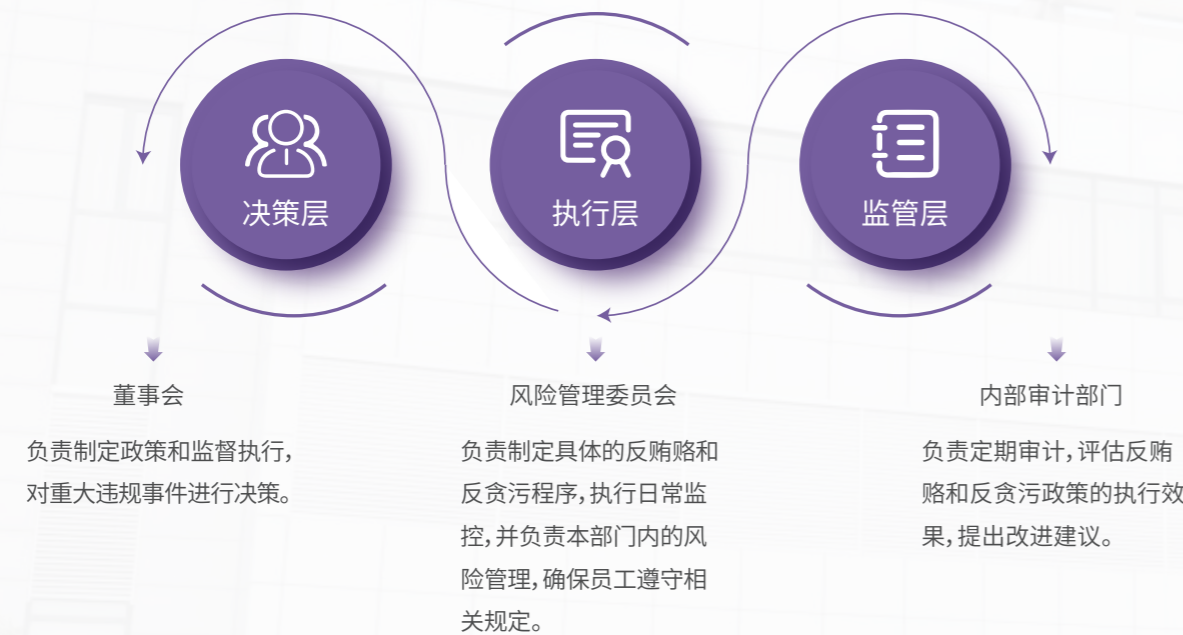 决策层
执行层
监管层
董事会
负责制定政策和监督执行，
对重大违规事件进行决策。
风险管理委员会
负责制定具体的反贿赂和
反贪污程序，执行日常监
控，并负责本部门内的风
险管理，确保员工遵守相
关规定。
内部审计部门
负责定期审计，评估反贿
赂和反贪污政策的执行效
果，提出改进建议。